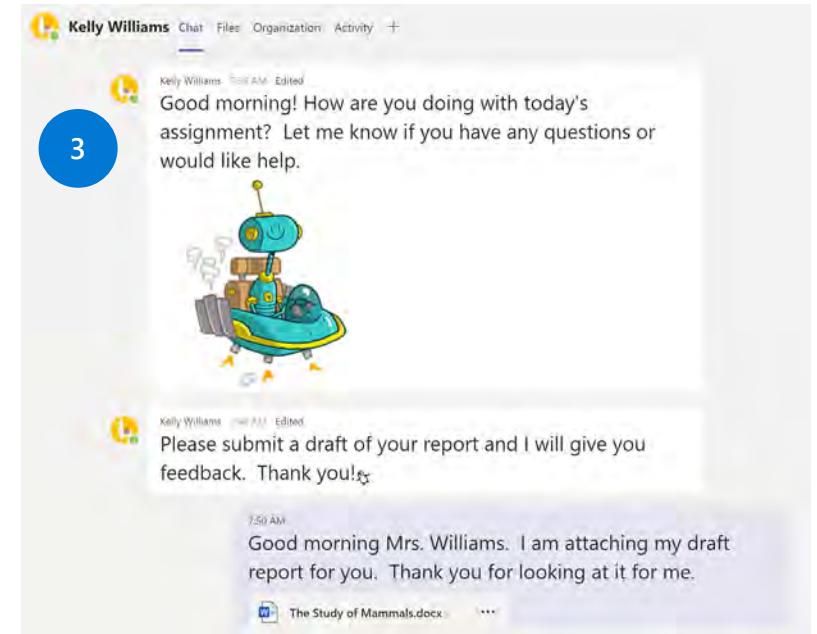 Kelly Williams Chat Files Organization Activity +
Kelly Williams AM Edited
Good morning! How are you doing with today's
assignment? Let me know if you have any questions or
would like help.
3
Kelly Williams AM Edited
Please submit a draft of your report and I will give you
feedback. Thank you!
7:50 AM
Good morning Mrs. Williams. I am attaching my draft
report for you. Thank you for looking at it for me.
The Study of Mammals.docx ...